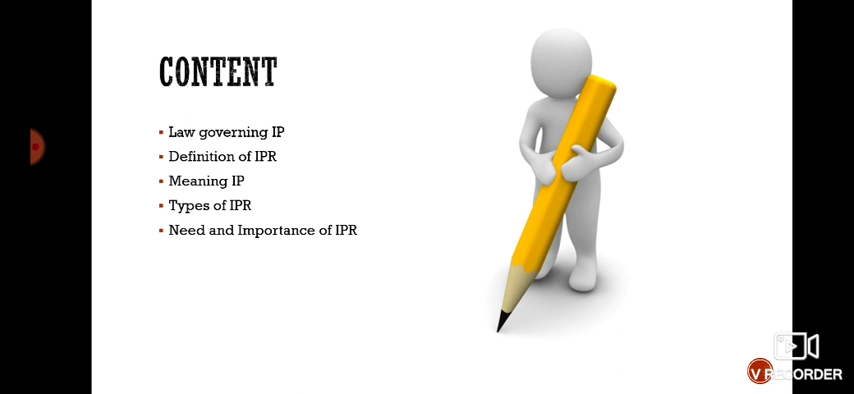 CONTENT
Law governing IP
Definition of IPR
Meaning IP
Types of IPR
Need and Importance of IPR
V RECORDER